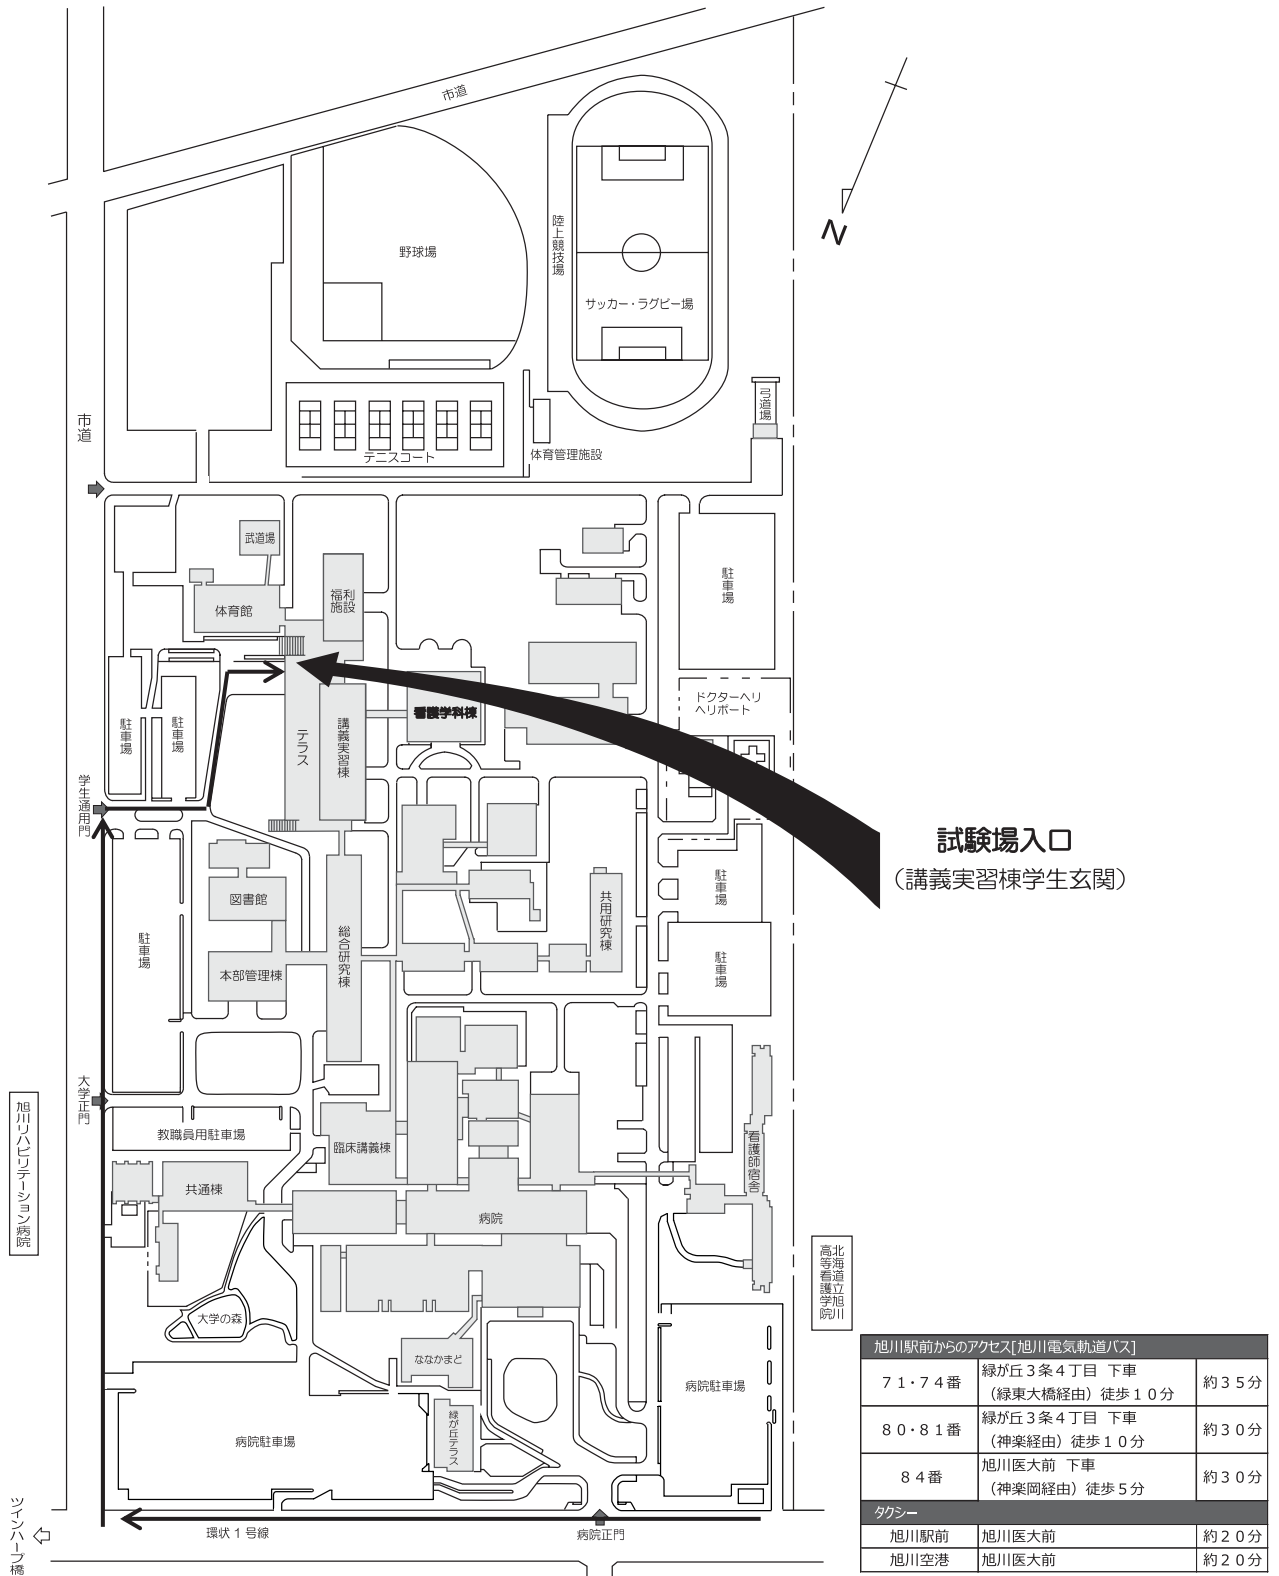 市道
陸上競技場
野球場
サッカー・ラグビー場
N
弓道場
市道
テニスコート
体育管理施設
武道場
福利
施設
体育館
駐車場
ドクターヘリ
ヘリポート
看護学科棟
駐車場
駐車場
テラス
講義実習棟
学生通用門
試験場入口
（講義実習棟学生玄関）
図書館
駐車場
共用研究棟
駐車場
総合研究棟
駐車場
本部管理棟
大学正門
旭川リハビリテーション病院
教職員用駐車場
臨床講義棟
看護師宿舎
共通棟
病院
北海道立旭川
高等看護学院
大学の森
ななかまど
病院駐車場
緑が丘テラス
病院駐車場
ツインハープ橋
環状１号線
病院正門
旭川駅前からのアクセス[旭川電気軌道バス]
７１・７４番 緑が丘３条４丁目 下車 （緑東大橋経由）徒歩１０分 約３５分
８０・８１番 緑が丘３条４丁目 下車 （神楽経由）徒歩１０分 約３０分
８４番 旭川医大前 下車 （神楽岡経由）徒歩５分 約３０分
タクシー
旭川駅前 旭川医大前 約２０分
旭川空港 旭川医大前 約２０分